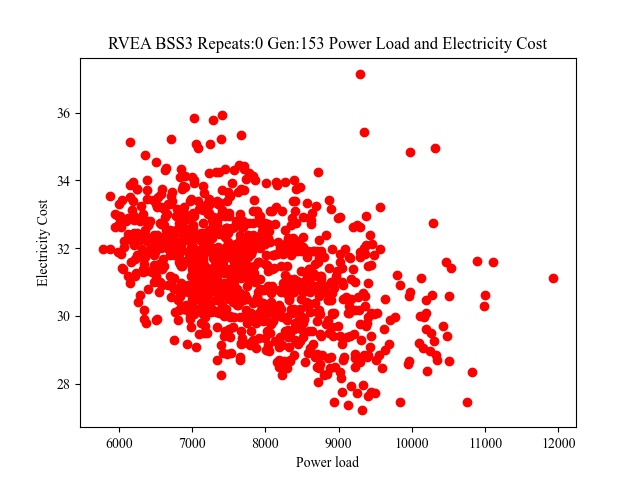 RVEA BSS3 Repeats:0 Gen:153 Power Load and Electricity Cost
36
34
32
30
28
Electricity Cost
6000 7000 8000 9000 10000 11000 12000
Power load